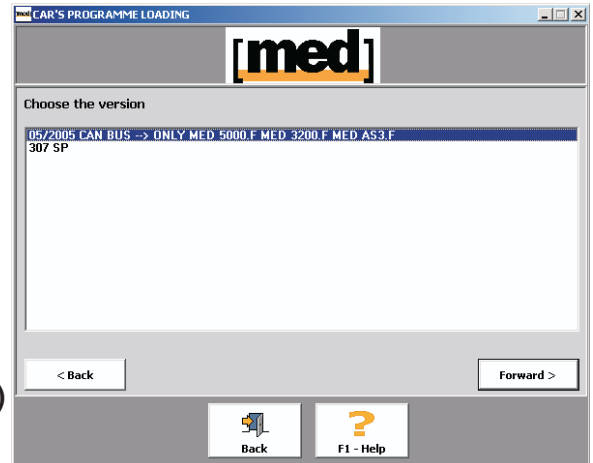 med CAR'S PROGRAMME LOADING
[med]
Choose the version
05/2005 CAN BUS --> ONLY MED 5000.F MED 3200.F MED AS3.F
307 SP
< Back
Forward >
)
Back
F1 - Help